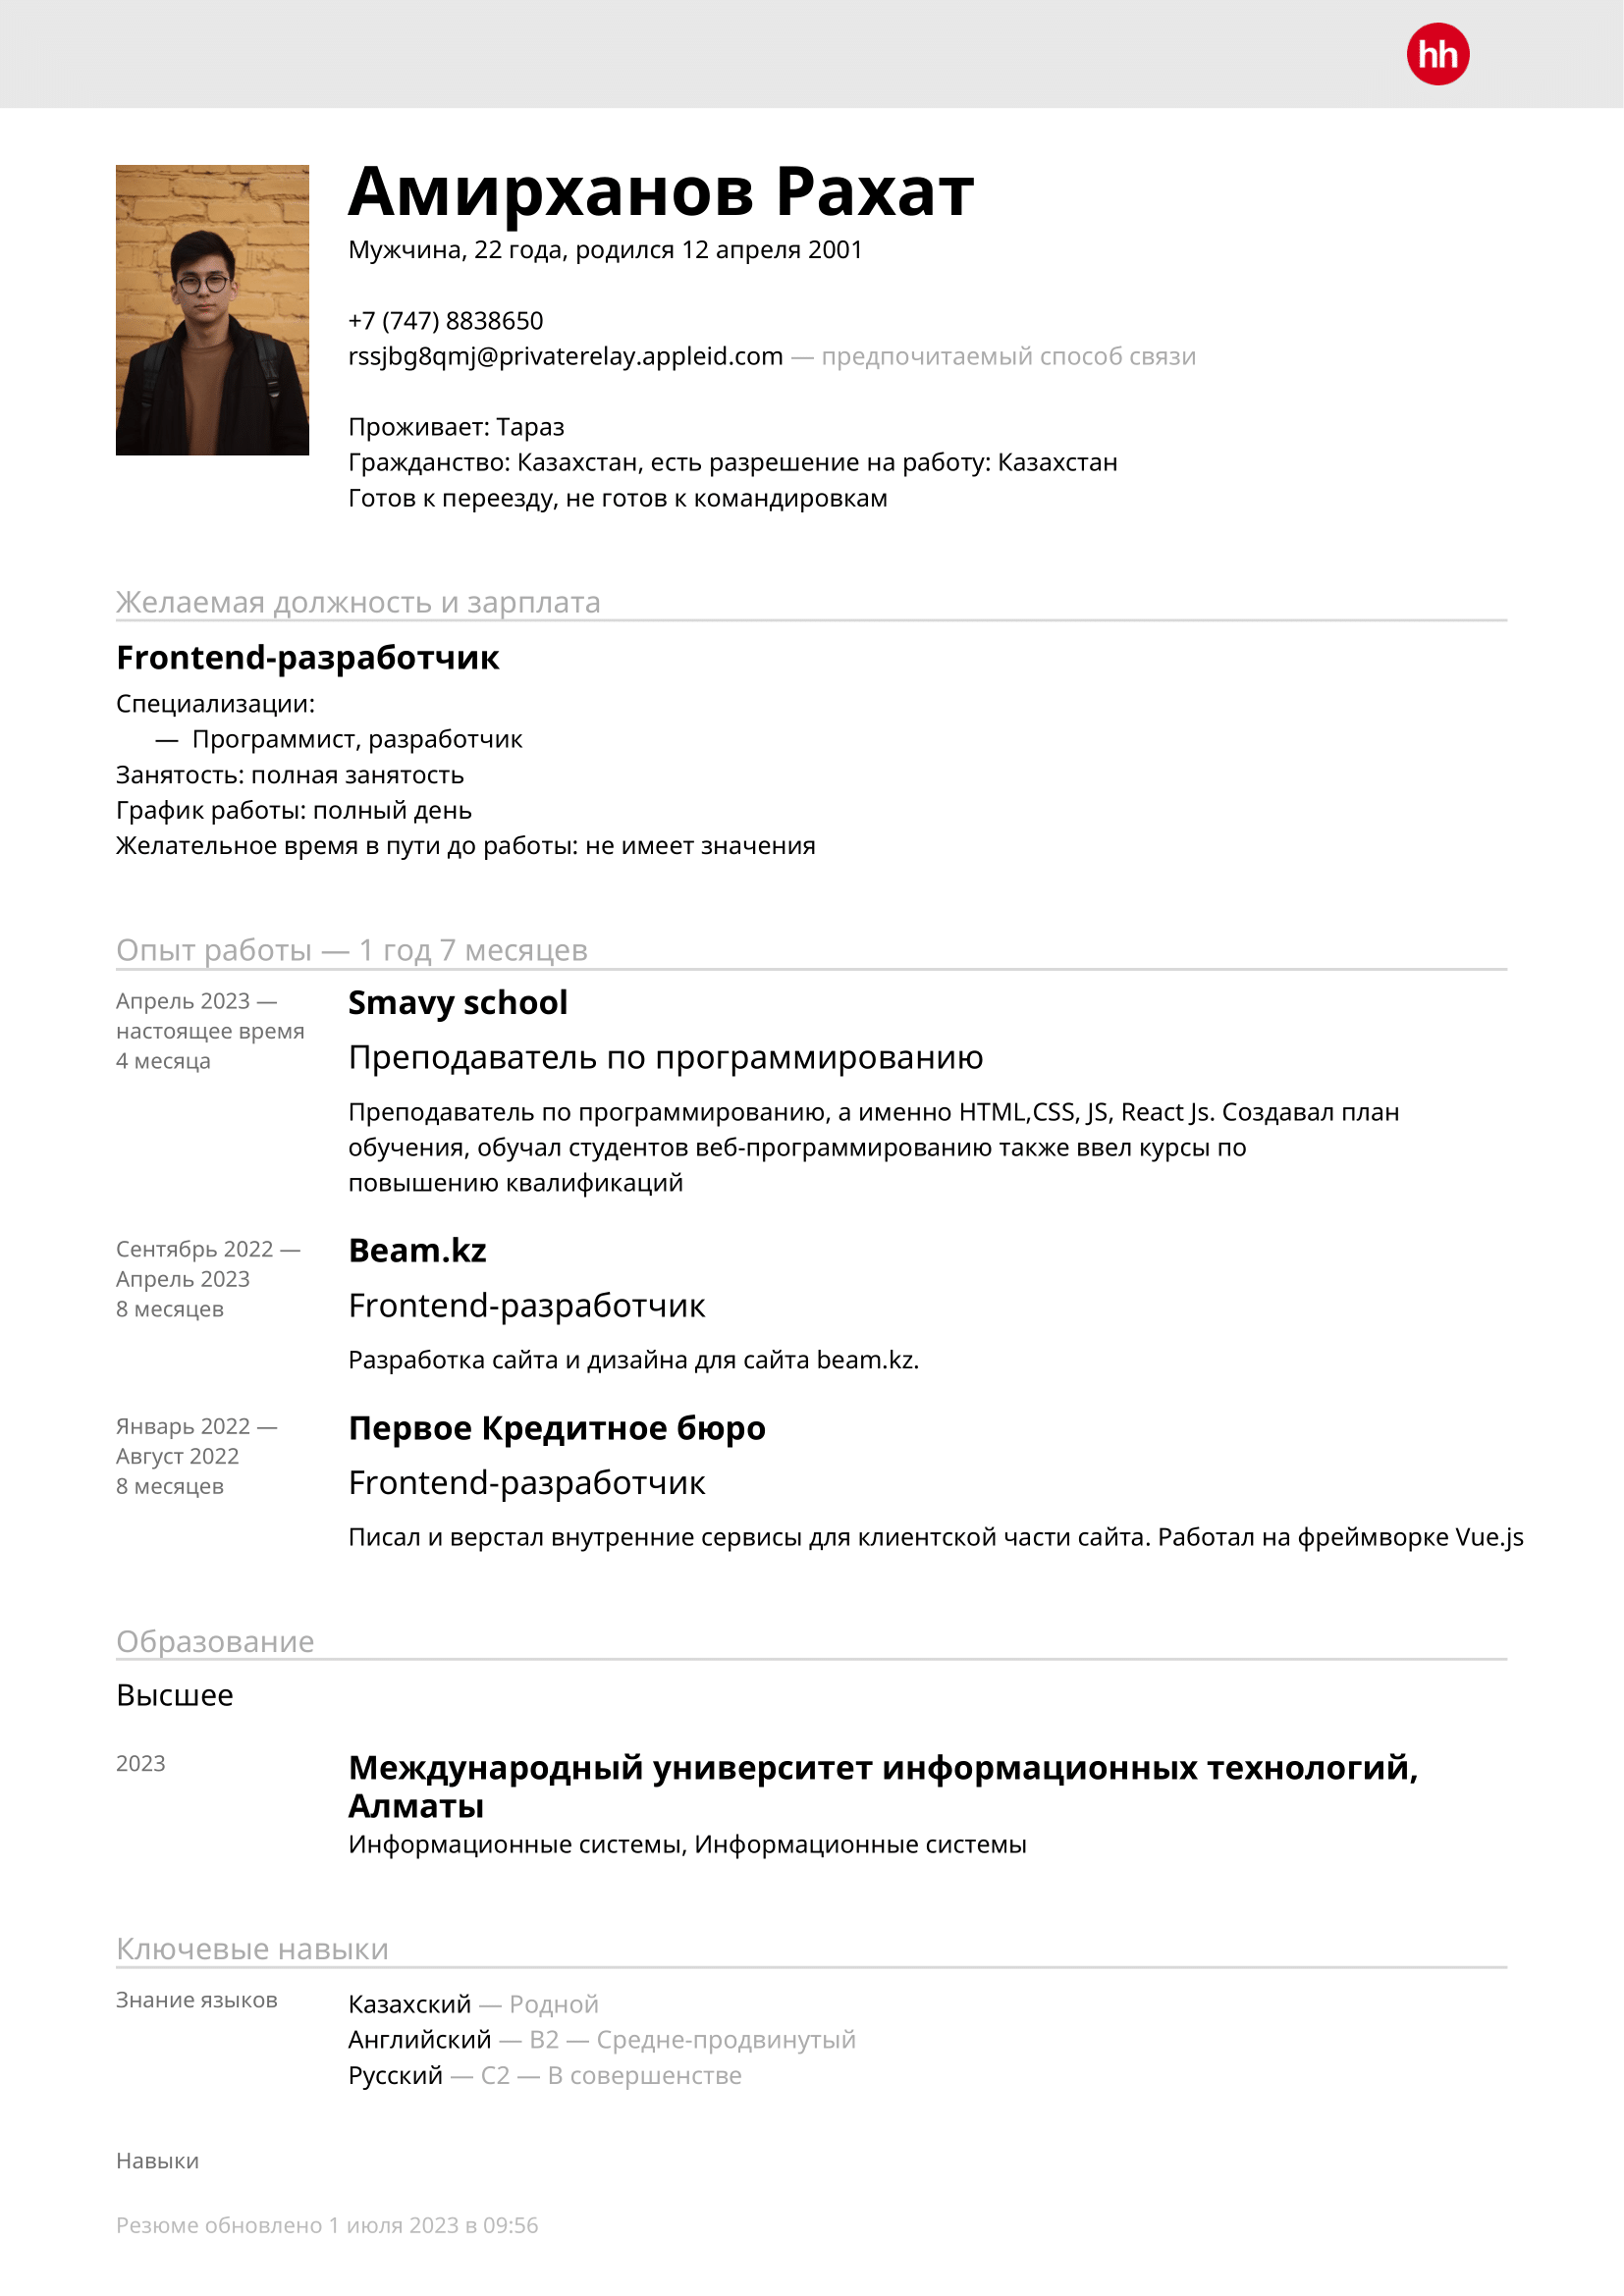 hh
Амирханов Рахат
Мужчина, 22 года, родился 12 апреля 2001
+7 (747) 8838650
rssjbg8qmj@privaterelay.appleid.com — предпочитаемый способ связи
Проживает: Тараз
Гражданство: Казахстан, есть разрешение на работу: Казахстан
Готов к переезду, не готов к командировкам
Желаемая должность и зарплата
Frontend-разработчик
Специализации:
— Программист, разработчик
Занятость: полная занятость
График работы: полный день
Желательное время в пути до работы: не имеет значения
Опыт работы — 1 год 7 месяцев
Апрель 2023 —
настоящее время
4 месяца
Smavy school
Преподаватель по программированию
Преподаватель по программированию, а именно HTML,CSS, JS, React Js. Создавал план
обучения, обучал студентов веб-программированию также ввел курсы по
повышению квалификаций
Сентябрь 2022 —
Апрель 2023
8 месяцев
Beam.kz
Frontend-разработчик
Разработка сайта и дизайна для сайта beam.kz.
Январь 2022 —
Август 2022
8 месяцев
Первое Кредитное бюро
Frontend-разработчик
Писал и верстал внутренние сервисы для клиентской части сайта. Работал на фреймворке Vue.js
Образование
Высшее
2023
Международный университет информационных технологий,
Алматы
Информационные системы, Информационные системы
Ключевые навыки
Знание языков
Казахский — Родной
Английский — B2 — Средне-продвинутый
Русский — C2 — В совершенстве
Навыки
Резюме обновлено 1 июля 2023 в 09:56